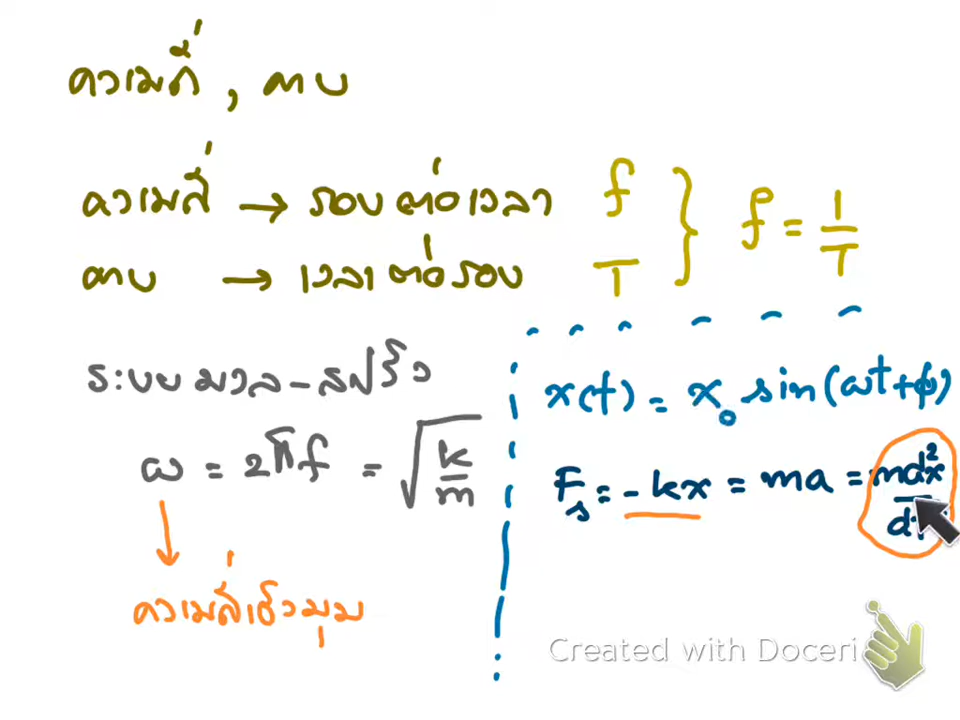 ความถี่, คาบ
ความถี่ → รอบต่อเวลา f
คาบ → เวลาต่อรอบ T
f = 1/T
ระบบมวล-สปริง
ω = 2πf = √(k/m)
ความถี่เชิงมุม
x(t) = x₀ sin(ωt+φ)
Fₛ = -kx = ma = md²x
Created with Doceri